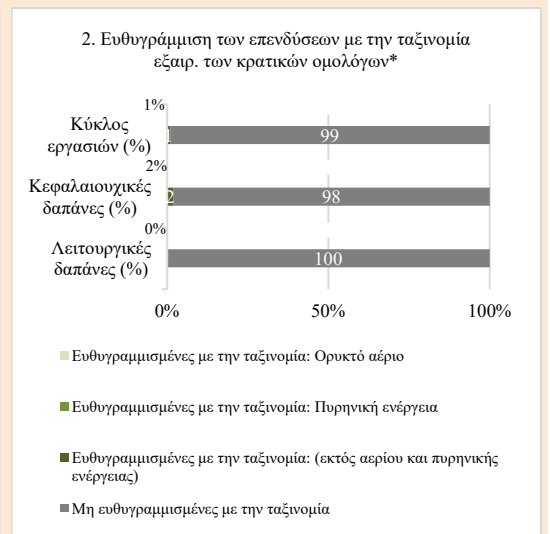 2. Ευθυγράμμιση των επενδύσεων με την ταξινομία
εξαιρ. των κρατικών ομολόγων*
1%
Κύκλος
εργασιών (%)
1
99
2%
Κεφαλαιουχικές
δαπάνες (%)
2
98
0%
Λειτουργικές
δαπάνες (%)
100
0%
50%
100%
Ευθυγραμμισμένες με την ταξινομία: Ορυκτό αέριο
Ευθυγραμμισμένες με την ταξινομία: Πυρηνική ενέργεια
Ευθυγραμμισμένες με την ταξινομία: (εκτός αερίου και πυρηνικής
ενέργειας)
Μη ευθυγραμμισμένες με την ταξινομία